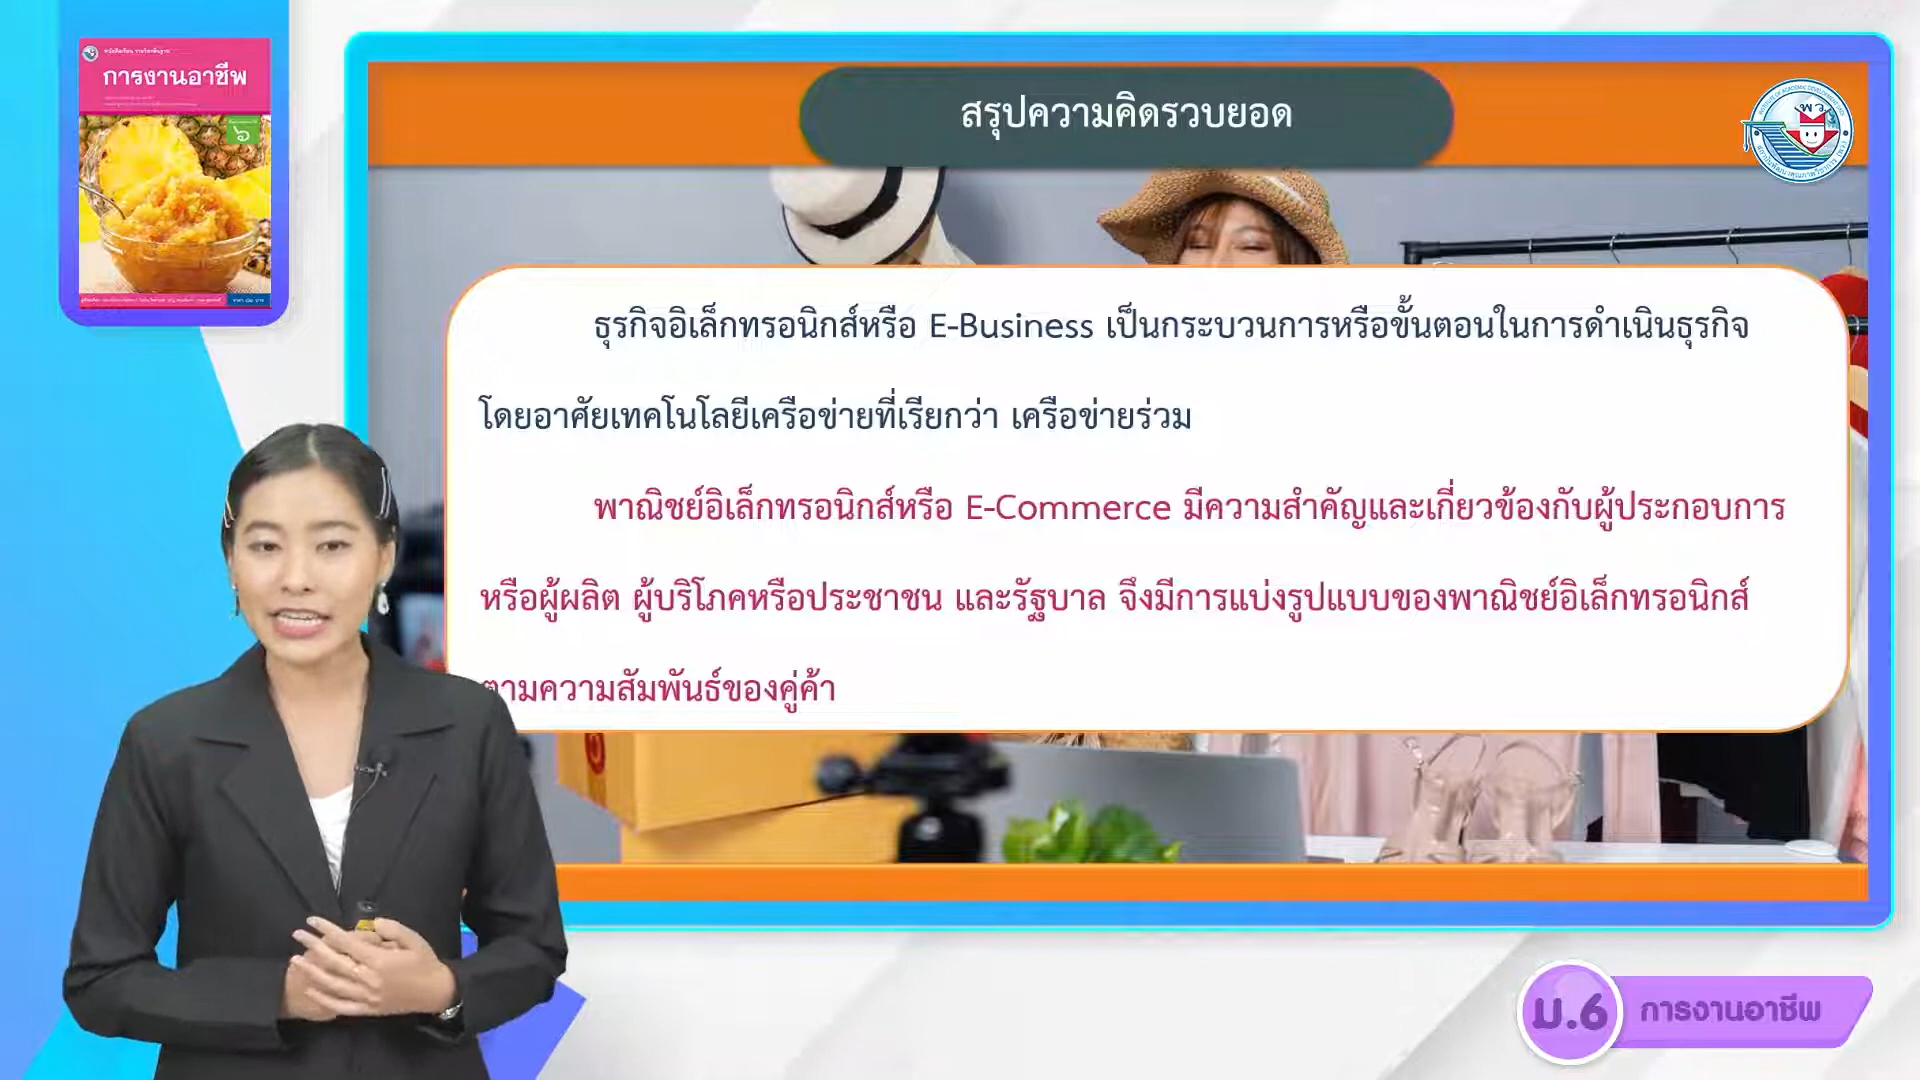 การงานอาชีพ
๖
สรุปความคิดรวบยอด
พว
ธุรกิจอิเล็กทรอนิกส์หรือ E-Business เป็นกระบวนการหรือขั้นตอนในการดำเนินธุรกิจ
โดยอาศัยเทคโนโลยีเครือข่ายที่เรียกว่า เครือข่ายร่วม
พาณิชย์อิเล็กทรอนิกส์หรือ E-Commerce มีความสำคัญและเกี่ยวข้องกับผู้ประกอบการ
หรือผู้ผลิต ผู้บริโภคหรือประชาชน และรัฐบาล จึงมีการแบ่งรูปแบบของพาณิชย์อิเล็กทรอนิกส์
ตามความสัมพันธ์ของคู่ค้า
ม.6 การงานอาชีพ